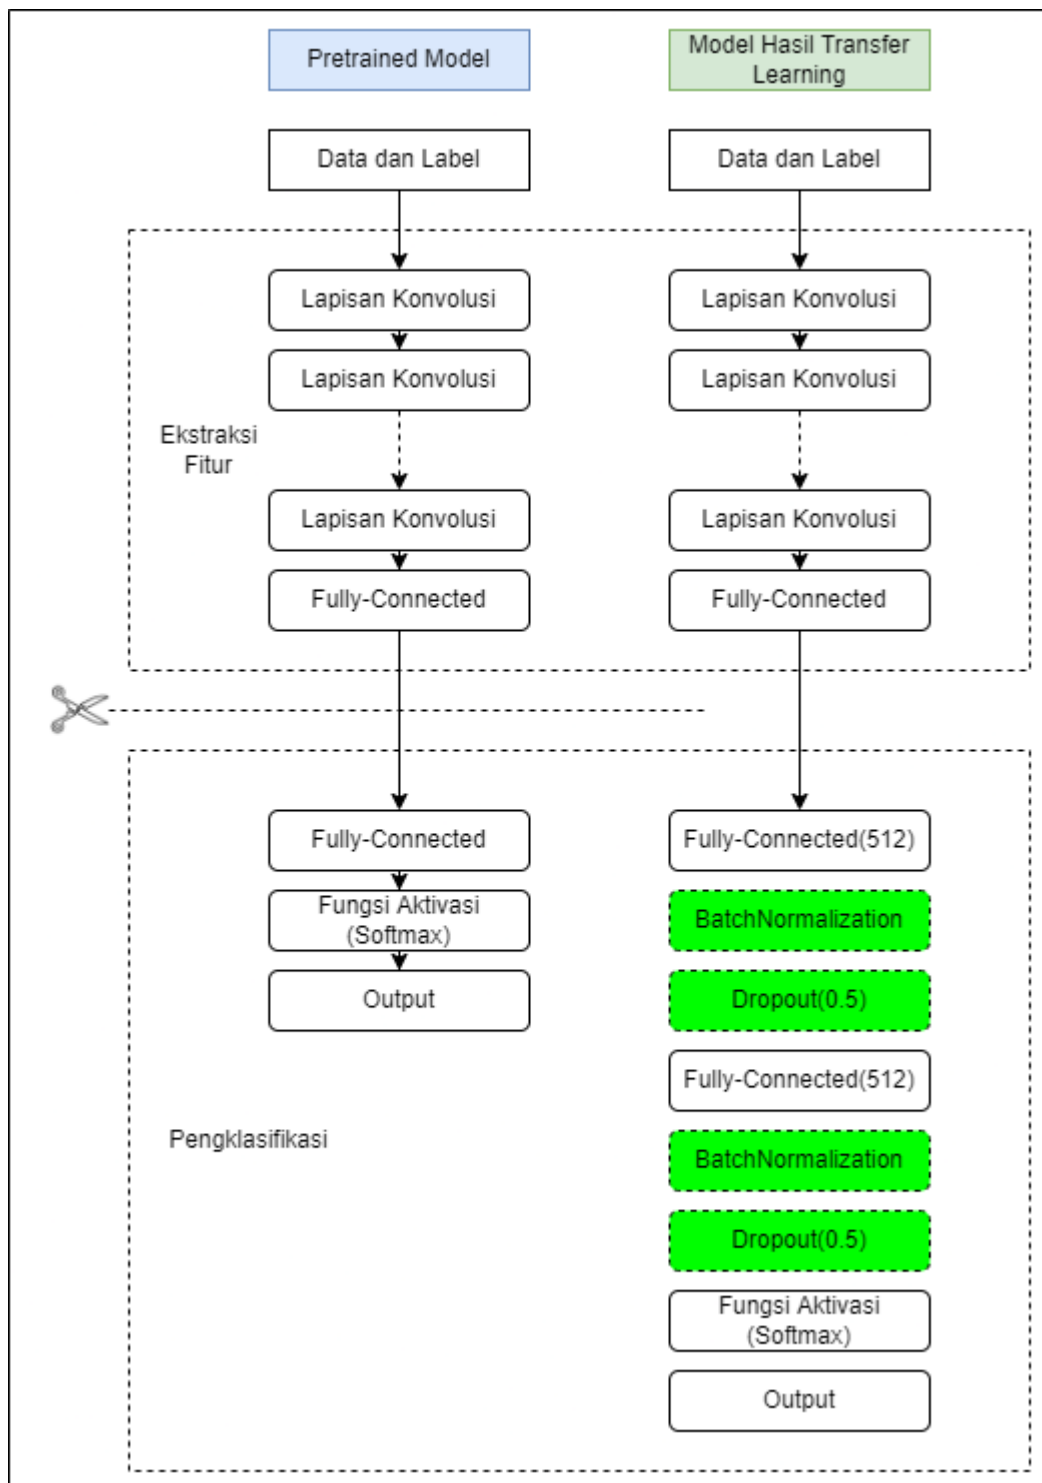 Pretrained Model
Model Hasil Transfer
Learning
Data dan Label
Data dan Label
Lapisan Konvolusi
Lapisan Konvolusi
Lapisan Konvolusi
Lapisan Konvolusi
Ekstraksi
Fitur
Lapisan Konvolusi
Lapisan Konvolusi
Fully-Connected
Fully-Connected
Fully-Connected
Fully-Connected(512)
Fungsi Aktivasi
(Softmax)
BatchNormalization
Output
Dropout(0.5)
Fully-Connected(512)
Pengklasifikasi
BatchNormalization
Dropout(0.5)
Fungsi Aktivasi
(Softmax)
Output